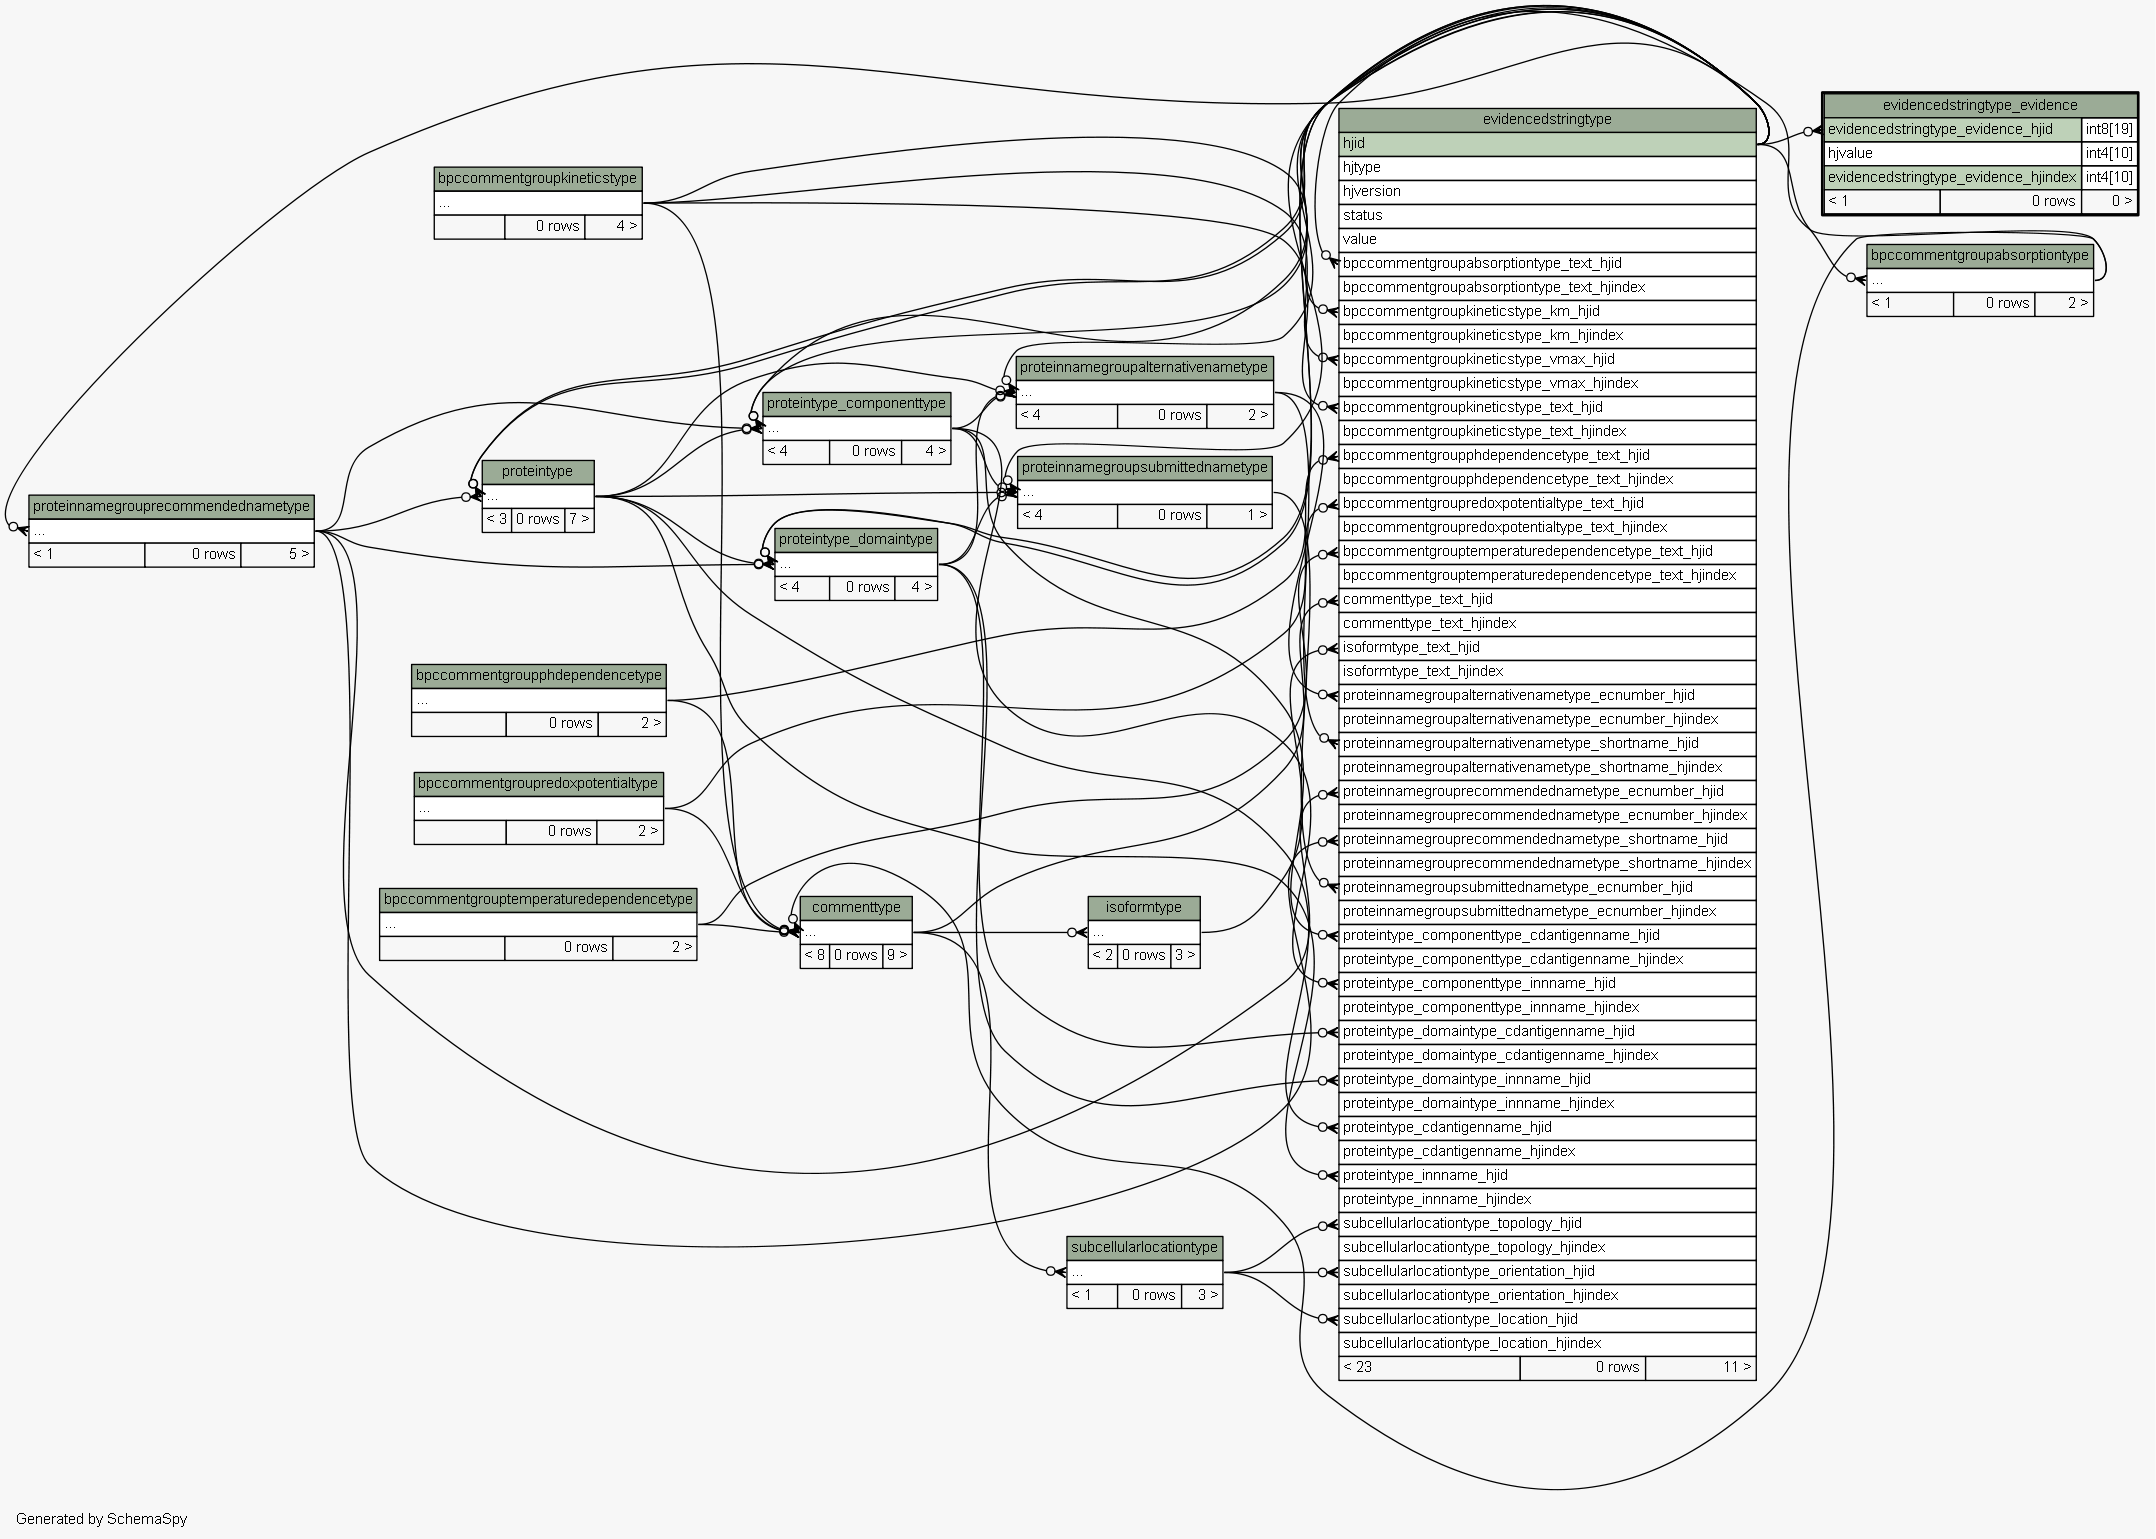 evidencedstringtype_evidence
evidencedstringtype_evidence_hjid int8[19]
hjvalue int4[10]
evidencedstringtype_evidence_hjindex int4[10]
< 1 0 rows 0 >
evidencedstringtype
hjid
hjtype
hjversion
status
value
bpccommentgroupabsorptiontype_text_hjid
bpccommentgroupabsorptiontype_text_hjindex
bpccommentgroupkineticstype_km_hjid
bpccommentgroupkineticstype_km_hjindex
bpccommentgroupkineticstype_vmax_hjid
bpccommentgroupkineticstype_vmax_hjindex
bpccommentgroupkineticstype_text_hjid
bpccommentgroupkineticstype_text_hjindex
bpccommentgroupphdependencetype_text_hjid
bpccommentgroupphdependencetype_text_hjindex
bpccommentgroupredoxpotentialtype_text_hjid
bpccommentgroupredoxpotentialtype_text_hjindex
bpccommentgrouptemperaturedependencetype_text_hjid
bpccommentgrouptemperaturedependencetype_text_hjindex
commenttype_text_hjid
commenttype_text_hjindex
isoformtype_text_hjid
isoformtype_text_hjindex
proteinnamegroupalternativenametype_ecnumber_hjid
proteinnamegroupalternativenametype_ecnumber_hjindex
proteinnamegroupalternativenametype_shortname_hjid
proteinnamegroupalternativenametype_shortname_hjindex
proteinnamegrouprecommendednametype_ecnumber_hjid
proteinnamegrouprecommendednametype_ecnumber_hjindex
proteinnamegrouprecommendednametype_shortname_hjid
proteinnamegrouprecommendednametype_shortname_hjindex
proteinnamegroupsubmittednametype_ecnumber_hjid
proteinnamegroupsubmittednametype_ecnumber_hjindex
proteintype_componenttype_cdantigenname_hjid
proteintype_componenttype_cdantigenname_hjindex
proteintype_componenttype_innname_hjid
proteintype_componenttype_innname_hjindex
proteintype_domaintype_cdantigenname_hjid
proteintype_domaintype_cdantigenname_hjindex
proteintype_domaintype_innname_hjid
proteintype_domaintype_innname_hjindex
proteintype_cdantigenname_hjid
proteintype_cdantigenname_hjindex
proteintype_innname_hjid
proteintype_innname_hjindex
subcellularlocationtype_topology_hjid
subcellularlocationtype_topology_hjindex
subcellularlocationtype_orientation_hjid
subcellularlocationtype_orientation_hjindex
subcellularlocationtype_location_hjid
subcellularlocationtype_location_hjindex
< 23 0 rows 11 >
bpccommentgroupkineticstype
...
0 rows 4 >
bpccommentgroupabsorptiontype
...
< 1 0 rows 2 >
proteinnamegroupalternativenametype
...
< 4 0 rows 2 >
proteintype_componenttype
...
< 4 0 rows 4 >
proteinnamegroupsubmittednametype
...
< 4 0 rows 1 >
proteintype
...
< 3 0 rows 7 >
proteinnamegrouprecommendednametype
...
< 1 0 rows 5 >
proteintype_domaintype
...
< 4 0 rows 4 >
bpccommentgroupphdependencetype
...
0 rows 2 >
bpccommentgroupredoxpotentialtype
...
0 rows 2 >
bpccommentgrouptemperaturedependencetype
...
0 rows 2 >
commenttype
...
< 8 0 rows 9 >
isoformtype
...
< 2 0 rows 3 >
subcellularlocationtype
...
< 1 0 rows 3 >
Generated by SchemaSpy